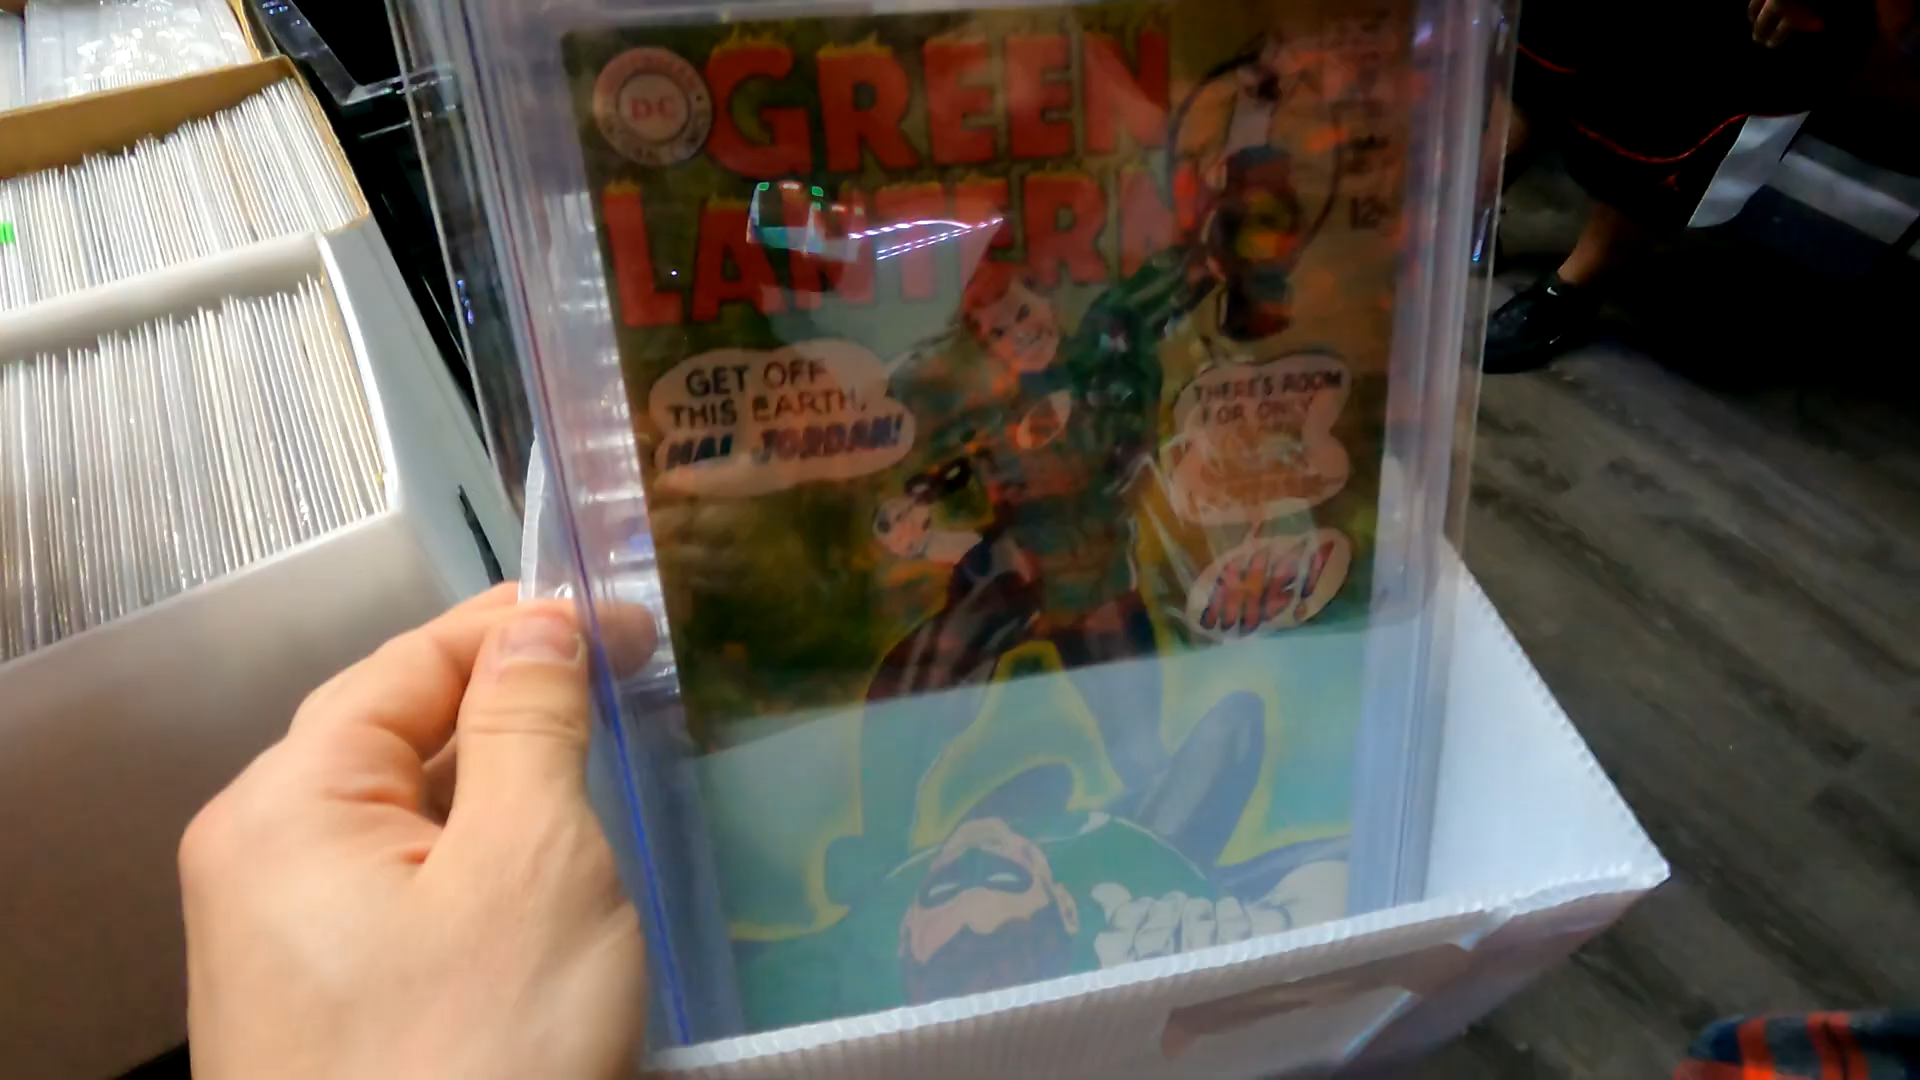 DC
GREEN
LANTERN
12¢
GET OFF
THIS EARTH,
HAL JORDAN!
THERE'S ROOM
FOR ONLY
ME!